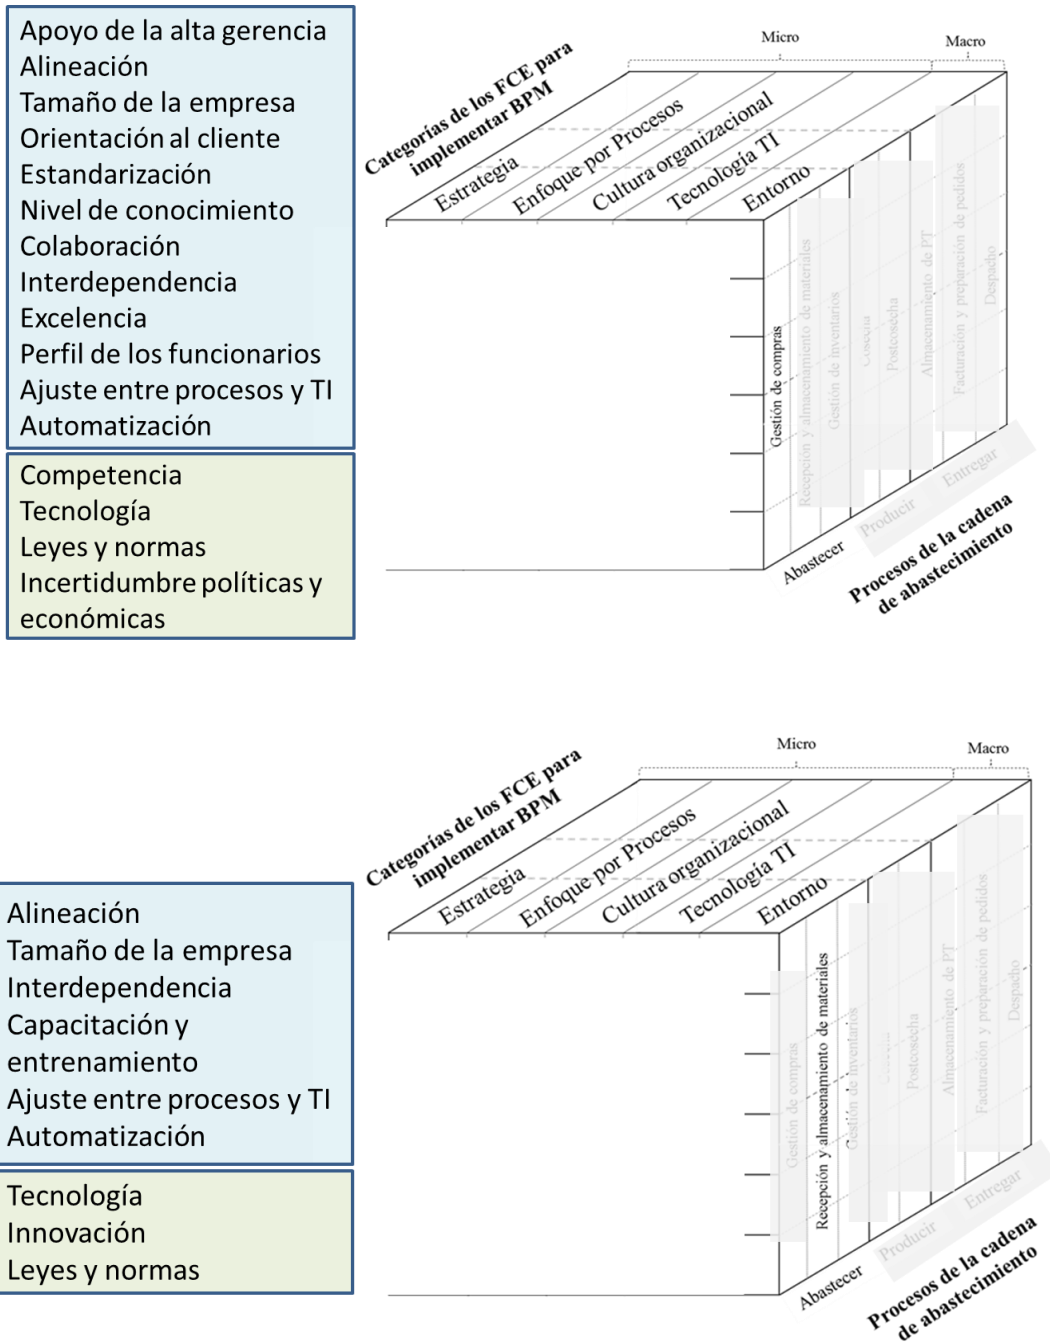 Apoyo de la alta gerencia
Alineación
Tamaño de la empresa
Orientación al cliente
Estandarización
Nivel de conocimiento
Colaboración
Interdependencia
Excelencia
Perfil de los funcionarios
Ajuste entre procesos y TI
Automatización
Competencia
Tecnología
Leyes y normas
Incertidumbre políticas y
económicas
Micro
Macro
Categorías de los FCE para
implementar BPM
Estrategia
Enfoque por Procesos
Cultura organizacional
Tecnología TI
Entorno
Gestión de compras
Recepción y almacenamiento de materiales
Gestión de inventarios
Cosecha
Postcosecha
Almacenamiento de PT
Facturación y preparación de pedidos
Despacho
Abastecer
Producir
Entregar
Procesos de la cadena
de abastecimiento
Alineación
Tamaño de la empresa
Interdependencia
Capacitación y
entrenamiento
Ajuste entre procesos y TI
Automatización
Tecnología
Innovación
Leyes y normas
Micro
Macro
Categorías de los FCE para
implementar BPM
Estrategia
Enfoque por Procesos
Cultura organizacional
Tecnología TI
Entorno
Gestión de compras
Recepción y almacenamiento de materiales
Gestión de inventarios
Postcosecha
Almacenamiento de PT
Facturación y preparación de pedidos
Despacho
Abastecer
Producir
Entregar
Procesos de la cadena
de abastecimiento